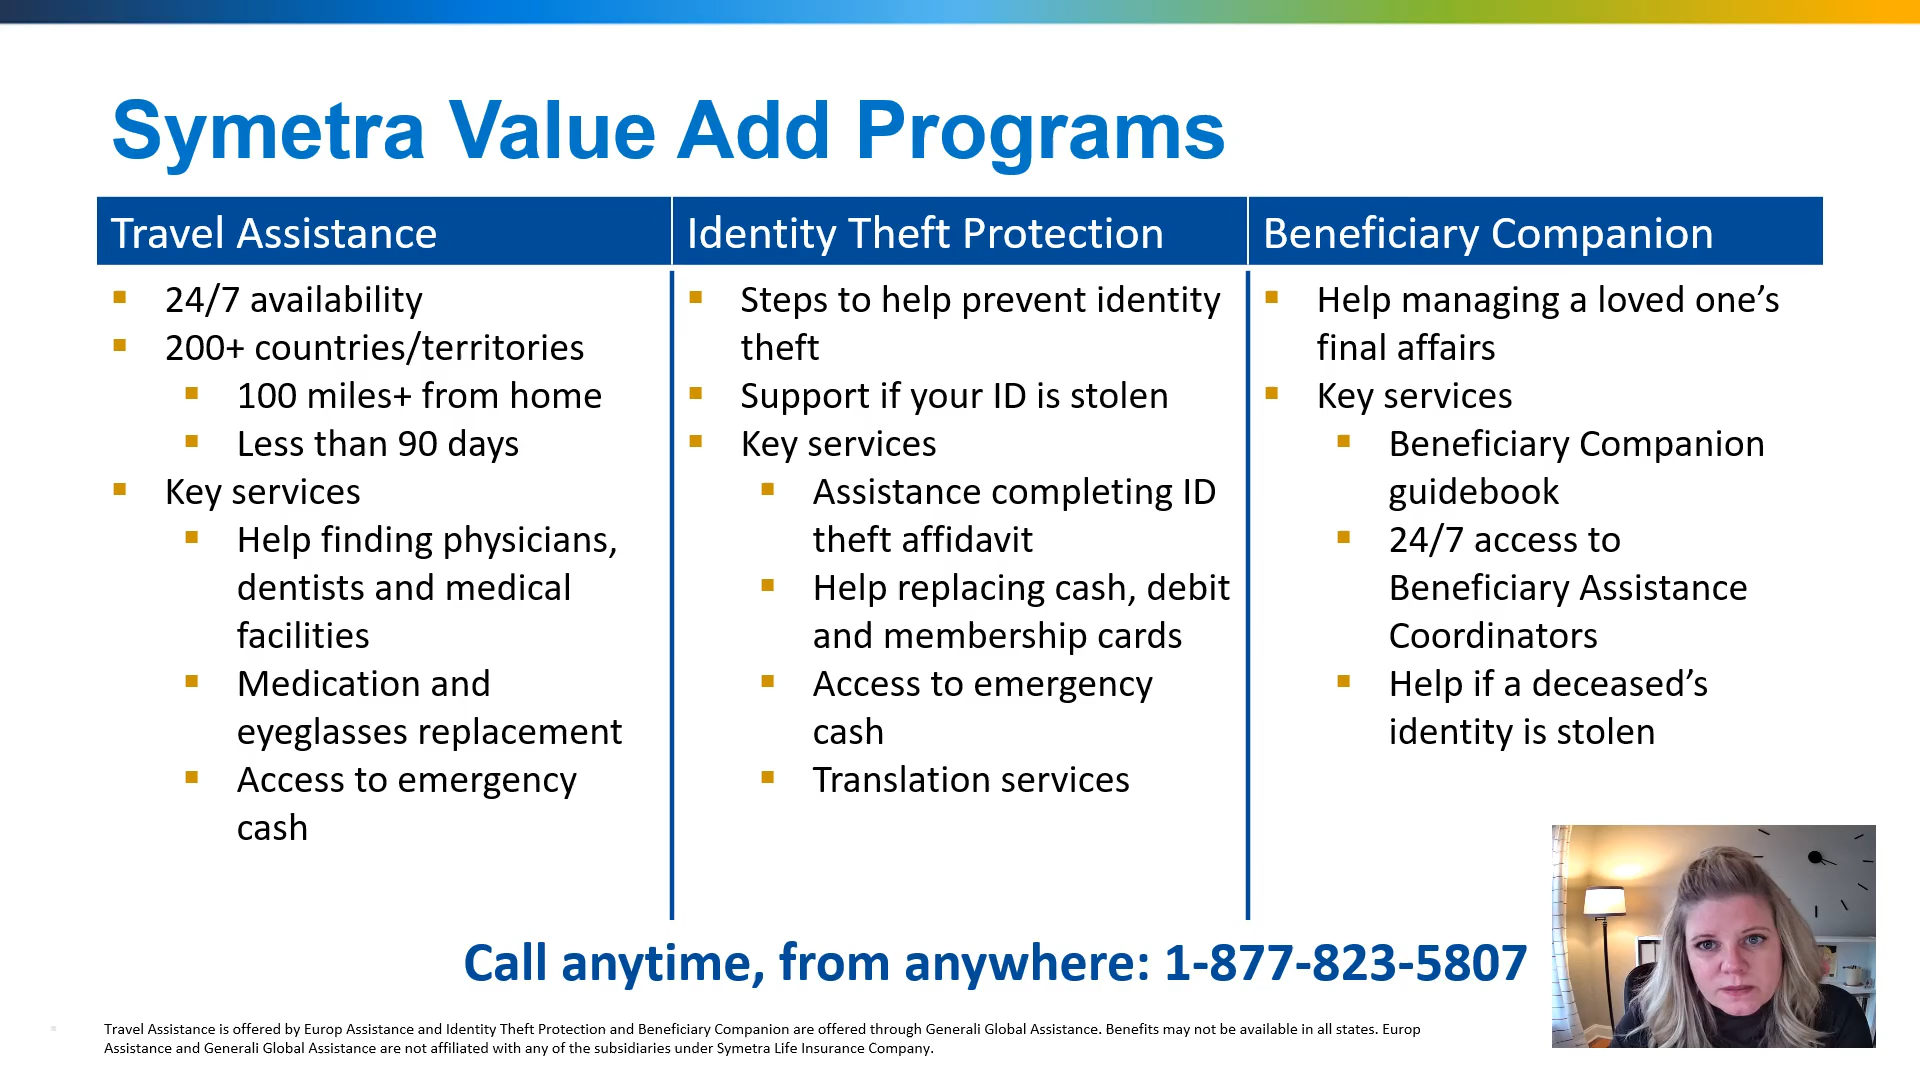 Symetra Value Add Programs
Travel Assistance
24/7 availability
200+ countries/territories
100 miles+ from home
Less than 90 days
Key services
Help finding physicians,
dentists and medical
facilities
Medication and
eyeglasses replacement
Access to emergency
cash
Identity Theft Protection
Steps to help prevent identity
theft
Support if your ID is stolen
Key services
Assistance completing ID
theft affidavit
Help replacing cash, debit
and membership cards
Access to emergency
cash
Translation services
Beneficiary Companion
Help managing a loved one’s
final affairs
Key services
Beneficiary Companion
guidebook
24/7 access to
Beneficiary Assistance
Coordinators
Help if a deceased’s
identity is stolen
Call anytime, from anywhere: 1-877-823-5807
Travel Assistance is offered by Europ Assistance and Identity Theft Protection and Beneficiary Companion are offered through Generali Global Assistance. Benefits may not be available in all states. Europ
Assistance and Generali Global Assistance are not affiliated with any of the subsidiaries under Symetra Life Insurance Company.